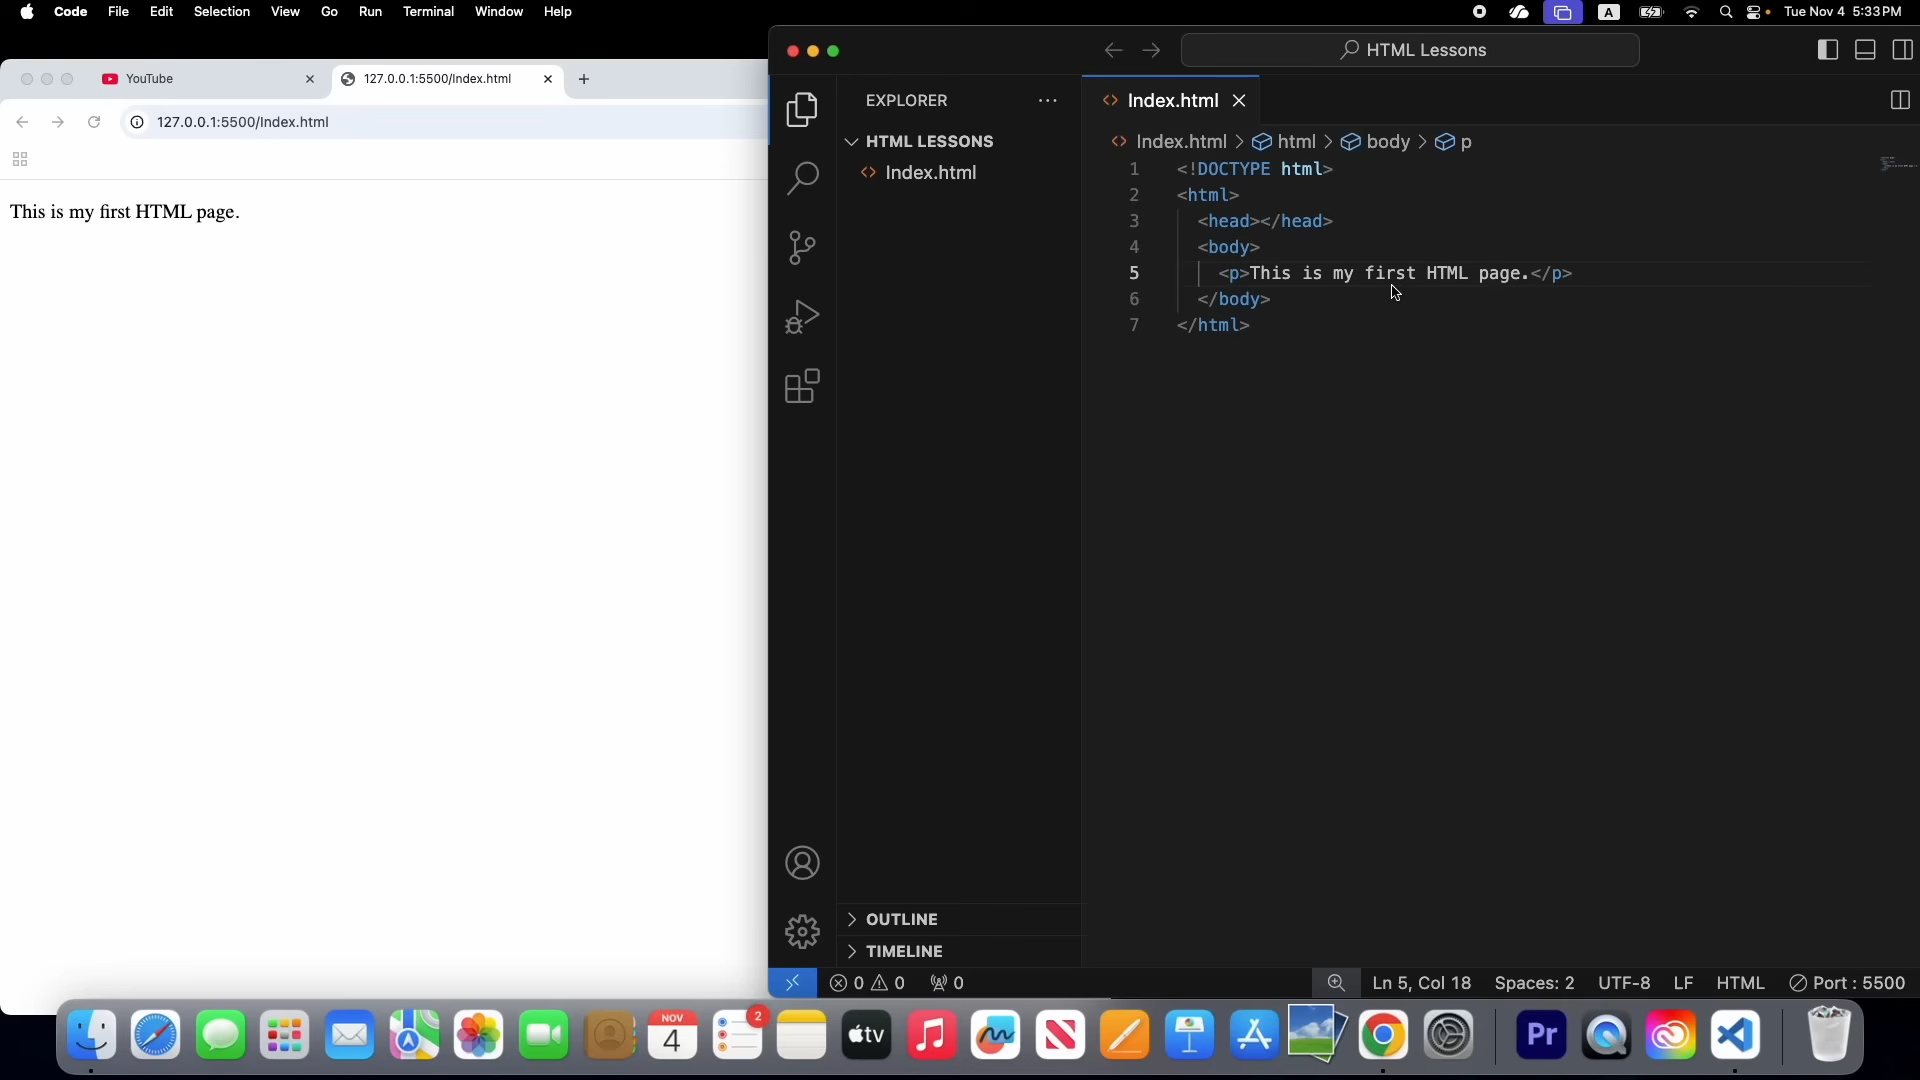 Code File Edit Selection View Go Run Terminal Window Help
A
Tue Nov 4 5:33 PM
YouTube
127.0.0.1:5500/Index.html
127.0.0.1:5500/Index.html
This is my first HTML page.
HTML Lessons
EXPLORER
HTML LESSONS
Index.html
OUTLINE
TIMELINE
Index.html
Index.html > html > body > p
1 <!DOCTYPE html>
2 <html>
3 <head></head>
4 <body>
5 <p>This is my first HTML page.</p>
6 </body>
7 </html>
0 0 0
Ln 5, Col 18 Spaces: 2 UTF-8 LF HTML Port : 5500
NOV
4
2
tv
Pr